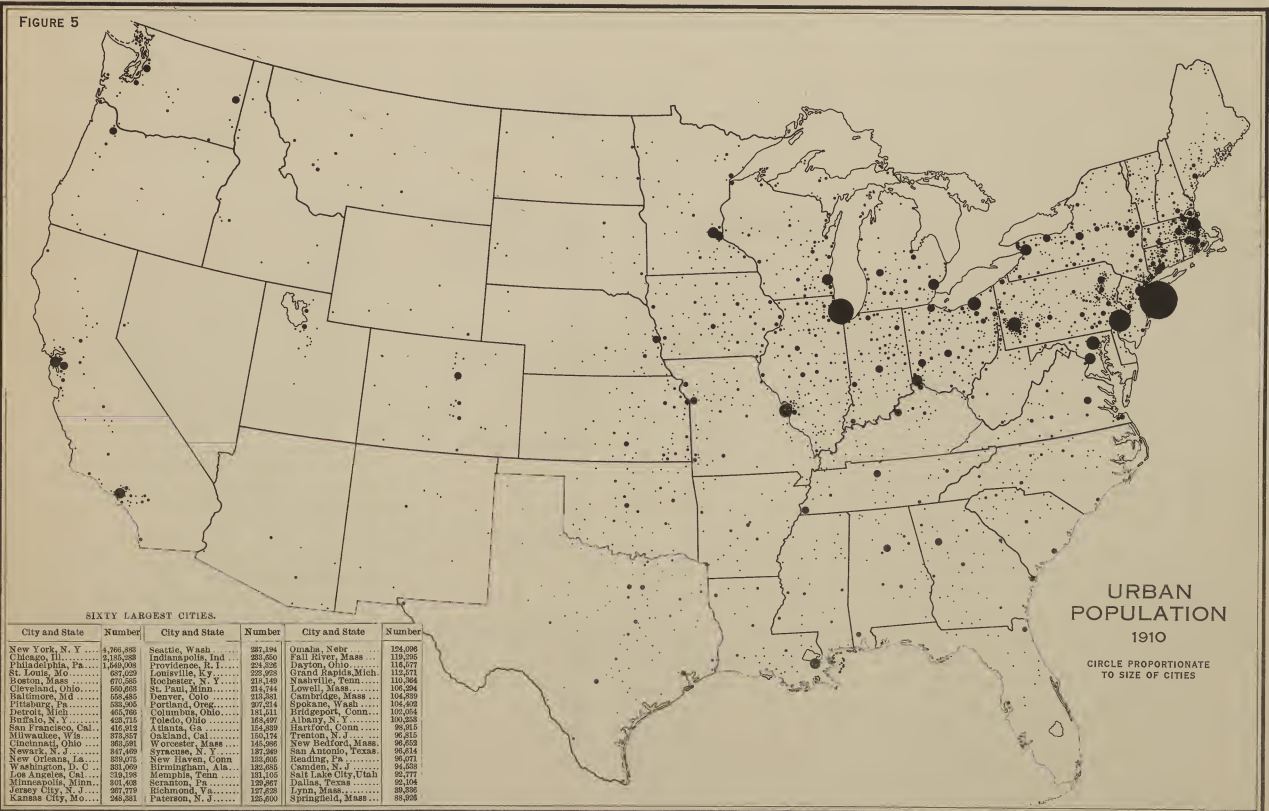 FIGURE 5
URBAN
POPULATION
1910
CIRCLE PROPORTIONATE
TO SIZE OF CITIES
SIXTY LARGEST CITIES.
City and State Number City and State Number City and State Number
New York, N. Y .... 4,766,883 Seattle, Wash 237,194 Omaha, Nebr 124,096
Chicago, Ill. 2,185,283 Indianapolis, Ind ... 233,650 Fall River, Mass 119,295
Philadelphia, Pa 1,549,008 Providence, R. I. 224,326 Dayton, Ohio 116,577
St. Louis, Mo 687,029 Louisville, Ky 223,928 Grand Rapids, Mich. 112,571
Boston, Mass 670,585 Rochester, N. Y. 218,149 Nashville, Tenn 110,364
Cleveland, Ohio 560,663 St. Paul, Minn 214,744 Lowell, Mass 106,294
Baltimore, Md 558,485 Denver, Colo 213,381 Cambridge, Mass 104,839
Pittsburg, Pa 533,905 Portland, Oreg 207,214 Spokane, Wash 104,402
Detroit, Mich 465,766 Columbus, Ohio 181,511 Bridgeport, Conn 102,054
Buffalo, N. Y 423,715 Toledo, Ohio 168,497 Albany, N. Y 100,253
San Francisco, Cal.. 416,912 Atlanta, Ga 154,839 Hartford, Conn 98,915
Milwaukee, Wis 373,857 Oakland, Cal 150,174 Trenton, N. J 96,815
Cincinnati, Ohio 363,591 Worcester, Mass 145,986 New Bedford, Mass. 96,652
Newark, N. J 347,469 Syracuse, N. Y 137,249 San Antonio, Texas. 96,614
New Orleans, La 339,075 New Haven, Conn 133,605 Reading, Pa 96,071
Washington, D. C .. 331,069 Birmingham, Ala 132,685 Camden, N. J 94,538
Los Angeles, Cal 319,198 Memphis, Tenn 131,105 Salt Lake City, Utah 92,777
Minneapolis, Minn.. 301,408 Scranton, Pa 129,867 Dallas, Texas 92,104
Jersey City, N. J 267,779 Richmond, Va 127,628 Lynn, Mass 89,336
Kansas City, Mo 248,381 Paterson, N. J 125,600 Springfield, Mass 88,926